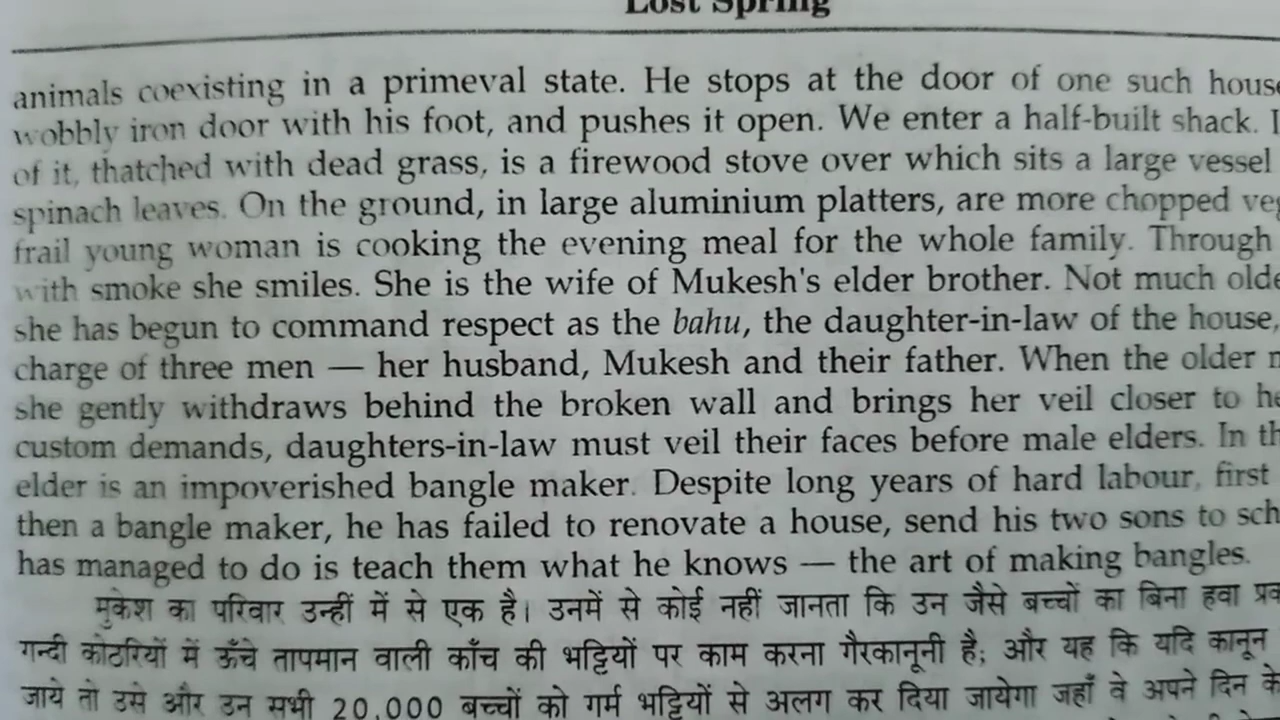 Lost Spring
animals coexisting in a primeval state. He stops at the door of one such
wobbly iron door with his foot, and pushes it open. We enter a half-built shack.
of it, thatched with dead grass, is a firewood stove over which sits a large vessel
spinach leaves. On the ground, in large aluminium platters, are more chopped
frail young woman is cooking the evening meal for the whole family. Through
with smoke she smiles. She is the wife of Mukesh's elder brother. Not much
she has begun to command respect as the bahu, the daughter-in-law of the house,
charge of three men — her husband, Mukesh and their father. When the older
she gently withdraws behind the broken wall and brings her veil closer to
custom demands, daughters-in-law must veil their faces before male elders. In
elder is an impoverished bangle maker. Despite long years of hard labour, first
then a bangle maker, he has failed to renovate a house, send his two sons to
has managed to do is teach them what he knows — the art of making bangles.
मुकेश का परिवार उन्हीं में से एक है। उनमें से कोई नहीं जानता कि उन जैसे बच्चों का बिना हवा
गन्दी कोठरियों में ऊँचे तापमान वाली काँच की भट्टियों पर काम करना गैरकानूनी है; और यह कि यदि कानून
जाये तो उसे और उन सभी 20,000 बच्चों को गर्म भट्टियों से अलग कर दिया जायेगा जहाँ वे अपने दिन के